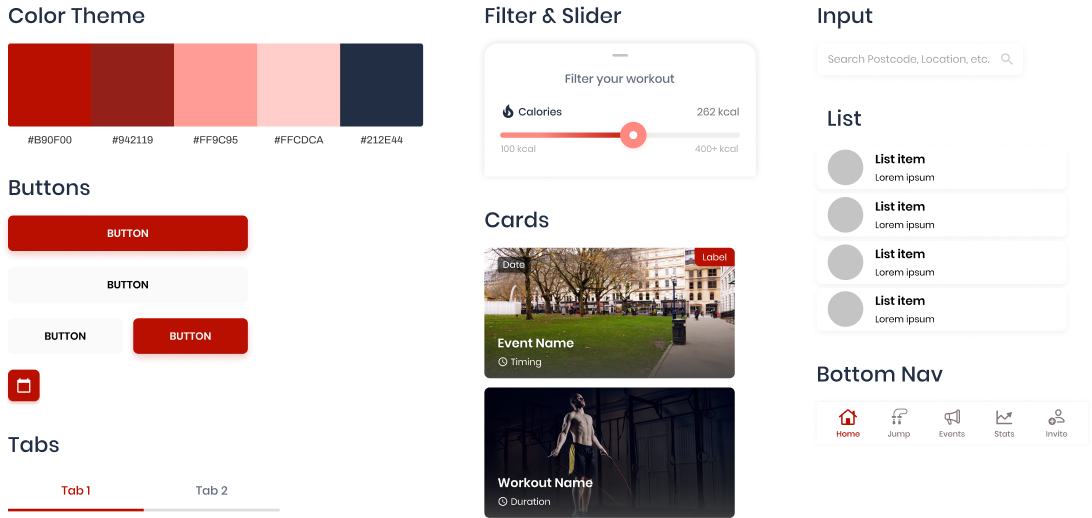 Color Theme
#B90F00
#942119
#FF9C95
#FFCDCA
#212E44
Buttons
BUTTON
BUTTON
BUTTON
BUTTON
Tabs
Tab 1
Tab 2
Filter & Slider
Filter your workout
Calories
262 kcal
100 kcal
400+ kcal
Cards
Date
Label
Event Name
Timing
Workout Name
Duration
Input
Search Postcode, Location, etc.
List
List item
Lorem ipsum
List item
Lorem ipsum
List item
Lorem ipsum
List item
Lorem ipsum
Bottom Nav
Home
Jump
Events
Stats
Invite